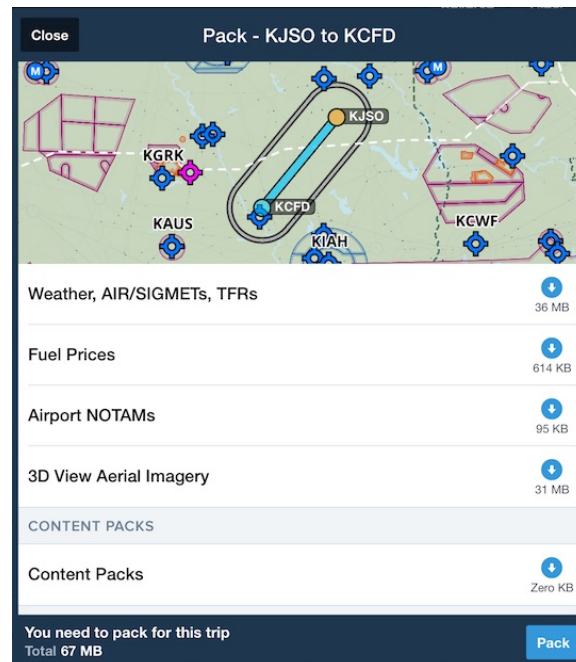 Close
Pack - KJSO to KCFD
M
M
KJSO
KGRK
KCFD
KAUS
KIAH
KCWF
Weather, AIR/SIGMETs, TFRs
36 MB
Fuel Prices
614 KB
Airport NOTAMs
95 KB
3D View Aerial Imagery
31 MB
CONTENT PACKS
Content Packs
Zero KB
You need to pack for this trip
Total 67 MB
Pack